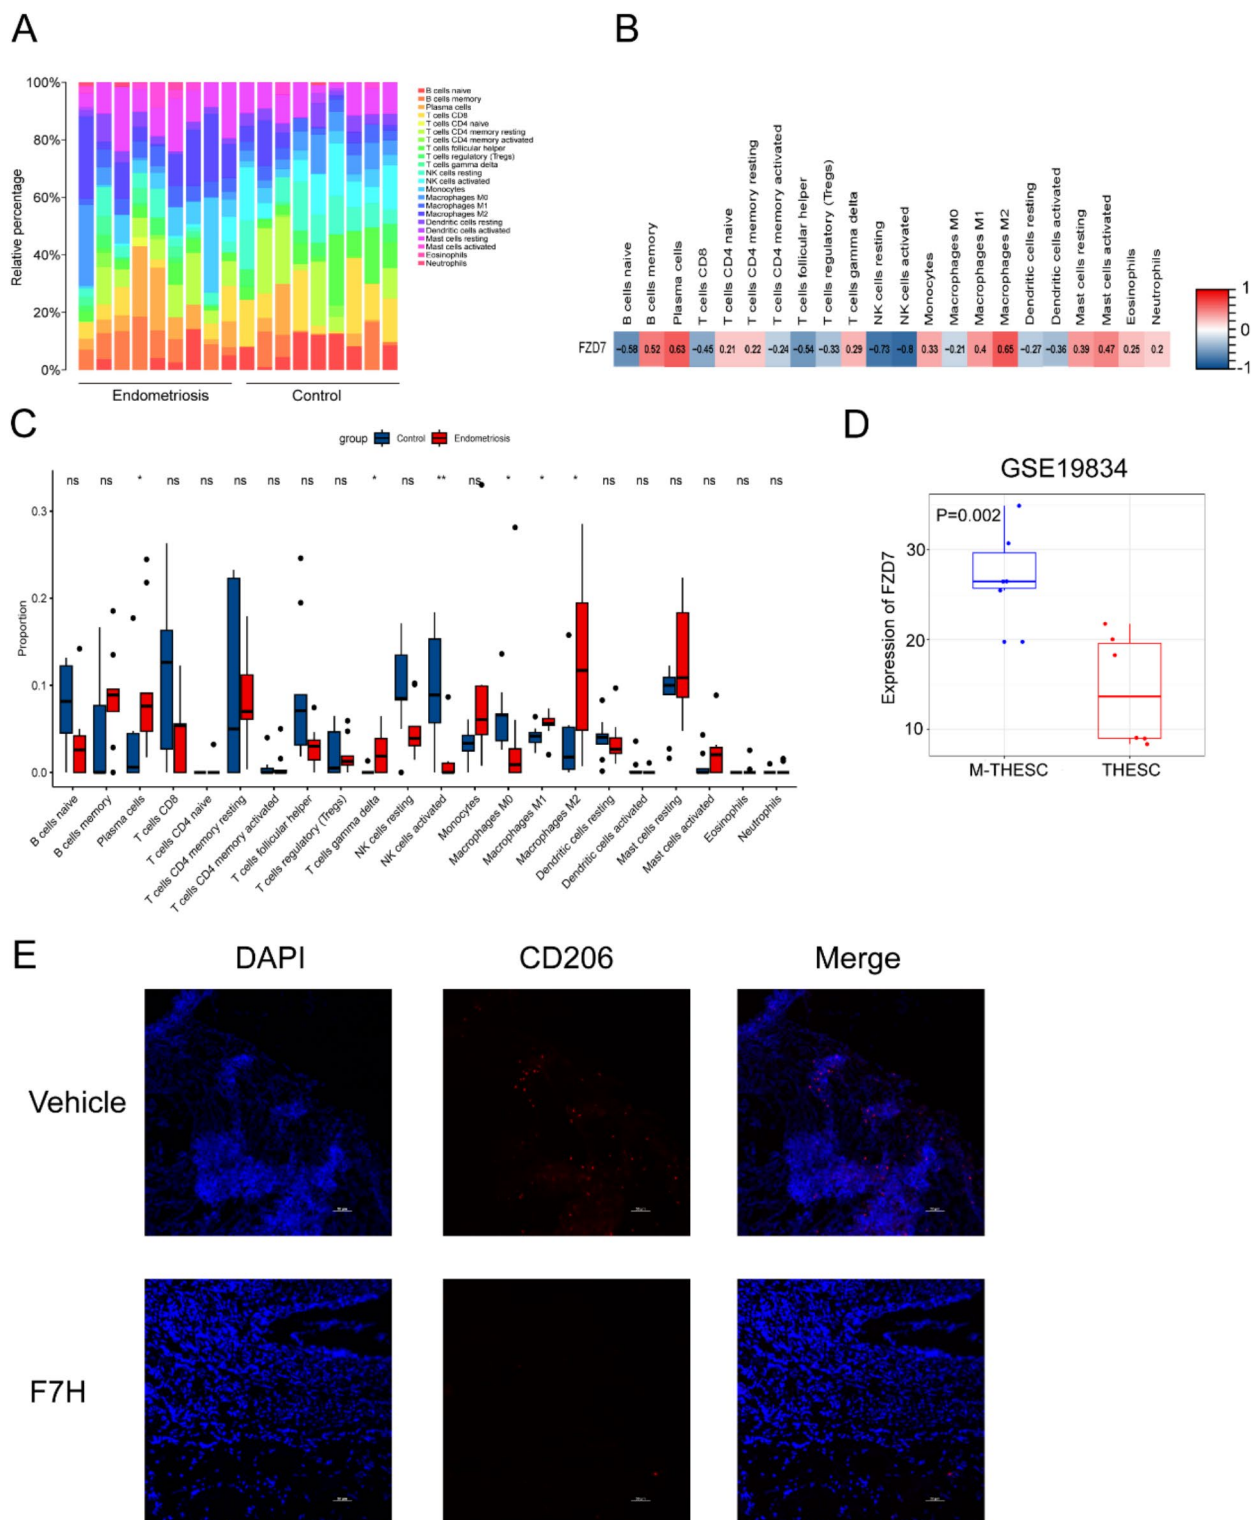 A
100%
80%
60%
40%
20%
0%
Relative percentage
Endometriosis
Control
B cells naive
B cells memory
Plasma cells
T cells CD8
T cells CD4 naive
T cells CD4 memory resting
T cells CD4 memory activated
T cells follicular helper
T cells regulatory (Tregs)
T cells gamma delta
NK cells resting
NK cells activated
Monocytes
Macrophages M0
Macrophages M1
Macrophages M2
Dendritic cells resting
Dendritic cells activated
Mast cells resting
Mast cells activated
Eosinophils
Neutrophils
B
B cells naive
B cells memory
Plasma cells
T cells CD8
T cells CD4 naive
T cells CD4 memory resting
T cells CD4 memory activated
T cells follicular helper
T cells regulatory (Tregs)
T cells gamma delta
NK cells resting
NK cells activated
Monocytes
Macrophages M0
Macrophages M1
Macrophages M2
Dendritic cells resting
Dendritic cells activated
Mast cells resting
Mast cells activated
Eosinophils
Neutrophils
FZD7 −0.58 0.52 0.63 −0.45 0.21 0.22 −0.24 −0.54 −0.33 0.29 −0.73 −0.8 0.33 −0.21 0.4 0.65 −0.27 −0.36 0.39 0.47 0.25 0.2
1
0
-1
C
group Control Endometriosis
ns ns * ns ns ns ns ns ns * ns ** ns * * * ns ns ns ns ns ns
0.3
0.2
0.1
0.0
Proportion
B cells naive
B cells memory
Plasma cells
T cells CD8
T cells CD4 naive
T cells CD4 memory resting
T cells CD4 memory activated
T cells follicular helper
T cells regulatory (Tregs)
T cells gamma delta
NK cells resting
NK cells activated
Monocytes
Macrophages M0
Macrophages M1
Macrophages M2
Dendritic cells resting
Dendritic cells activated
Mast cells resting
Mast cells activated
Eosinophils
Neutrophils
D
GSE19834
P=0.002
30
20
10
Expression of FZD7
M-THESC
THESC
E
DAPI
CD206
Merge
Vehicle
F7H